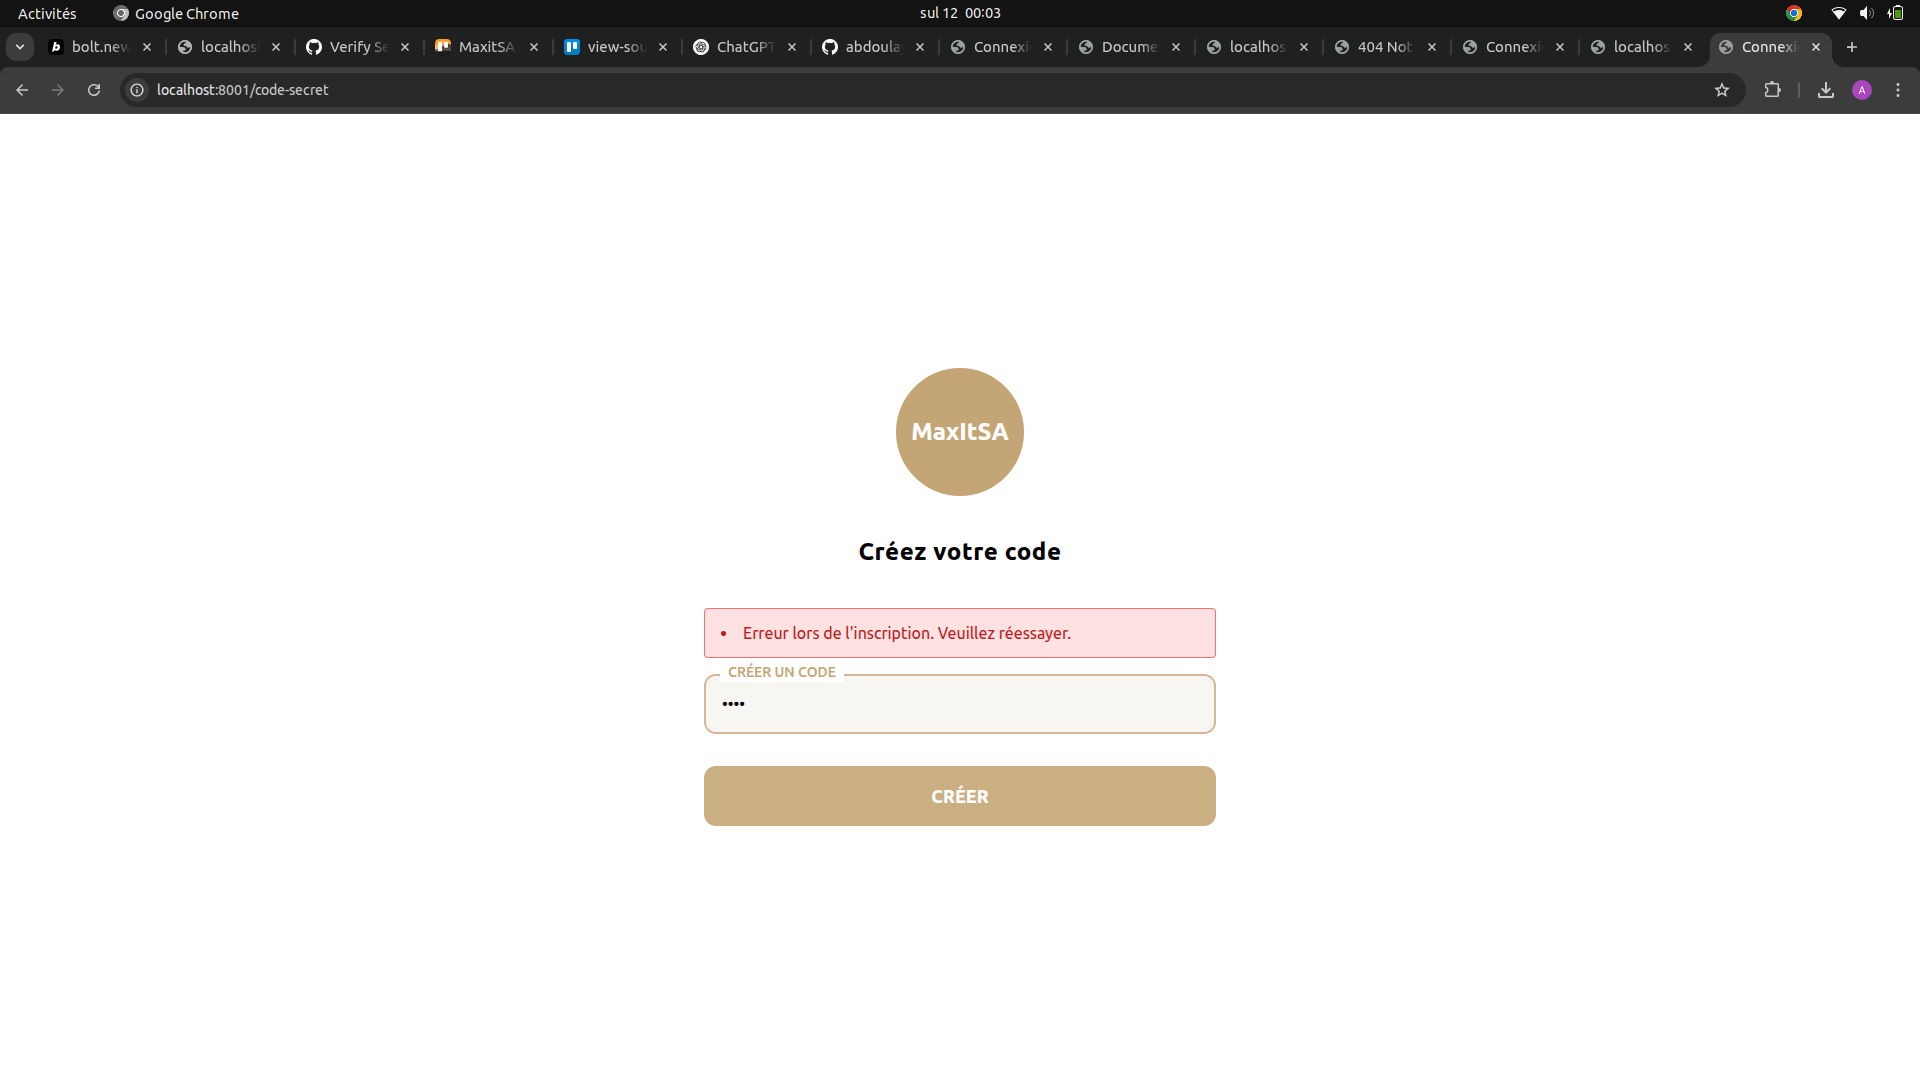 Activités Google Chrome sul 12 00:03
bolt.new localhos Verify Se MaxitSA view-sou ChatGPT abdoula Connexi Docume localhos 404 Not Connexi localhos Connexi
localhost:8001/code-secret A
MaxItSA
Créez votre code
Erreur lors de l'inscription. Veuillez réessayer.
CRÉER UN CODE
••••
CRÉER